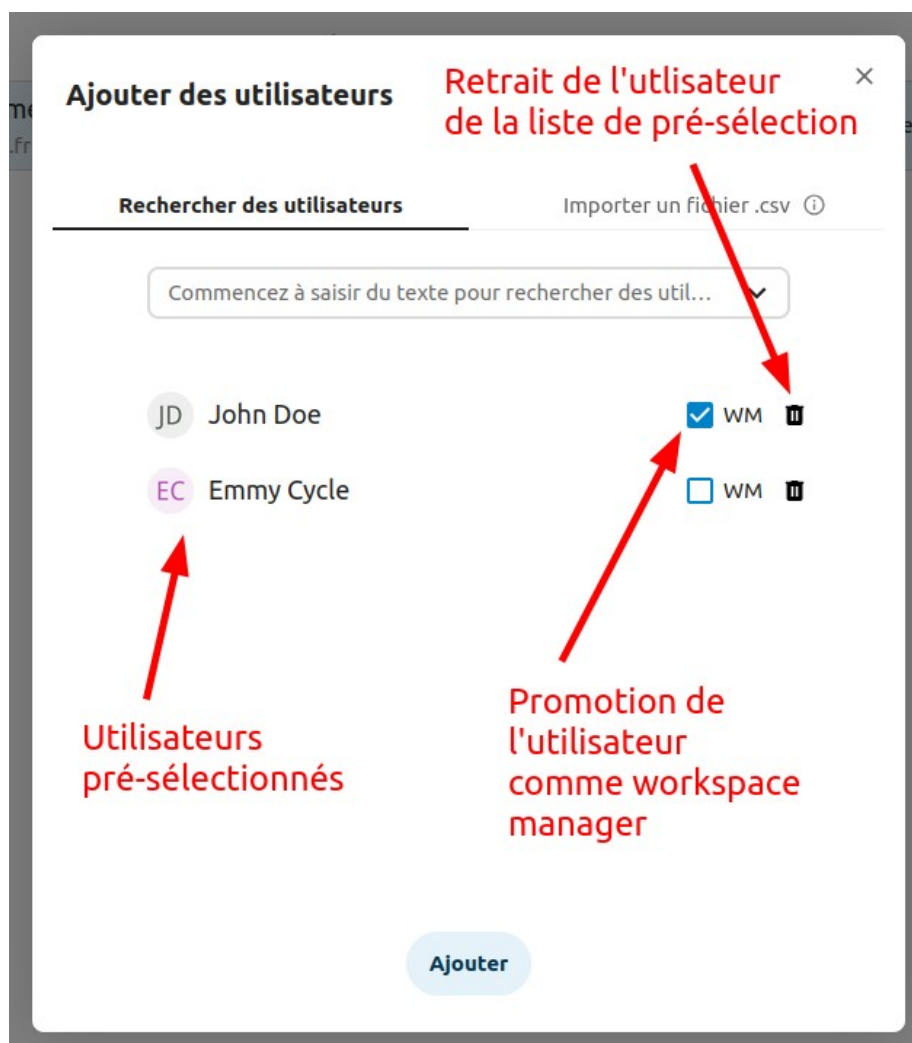 Ajouter des utilisateurs
Retrait de l'utlisateur
de la liste de pré-sélection
Rechercher des utilisateurs
Importer un fichier .csv
Commencez à saisir du texte pour rechercher des util...
JD John Doe
WM
EC Emmy Cycle
WM
Utilisateurs
pré-sélectionnés
Promotion de
l'utilisateur
comme workspace
manager
Ajouter